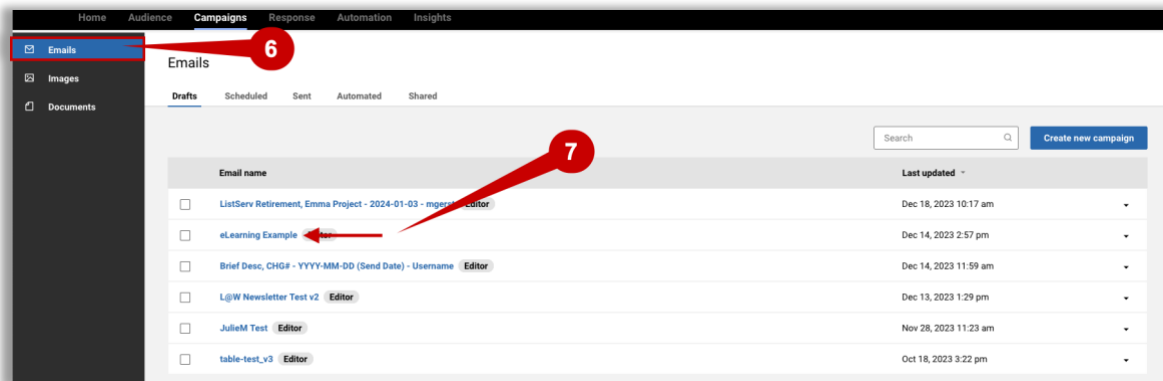 Home Audience Campaigns Response Automation Insights
Emails
6
Images
Documents
Emails
Drafts Scheduled Sent Automated Shared
Search Create new campaign
7
Email name Last updated
ListServ Retirement, Emma Project - 2024-01-03 - Editor Dec 18, 2023 10:17 am
eLearning Example Dec 14, 2023 2:57 pm
Brief Desc, CHG# - YYYY-MM-DD (Send Date) - Username Editor Dec 14, 2023 11:59 am
L@W Newsletter Test v2 Editor Dec 13, 2023 1:29 pm
JulieM Test Editor Nov 28, 2023 11:23 am
table-test_v3 Editor Oct 18, 2023 3:22 pm